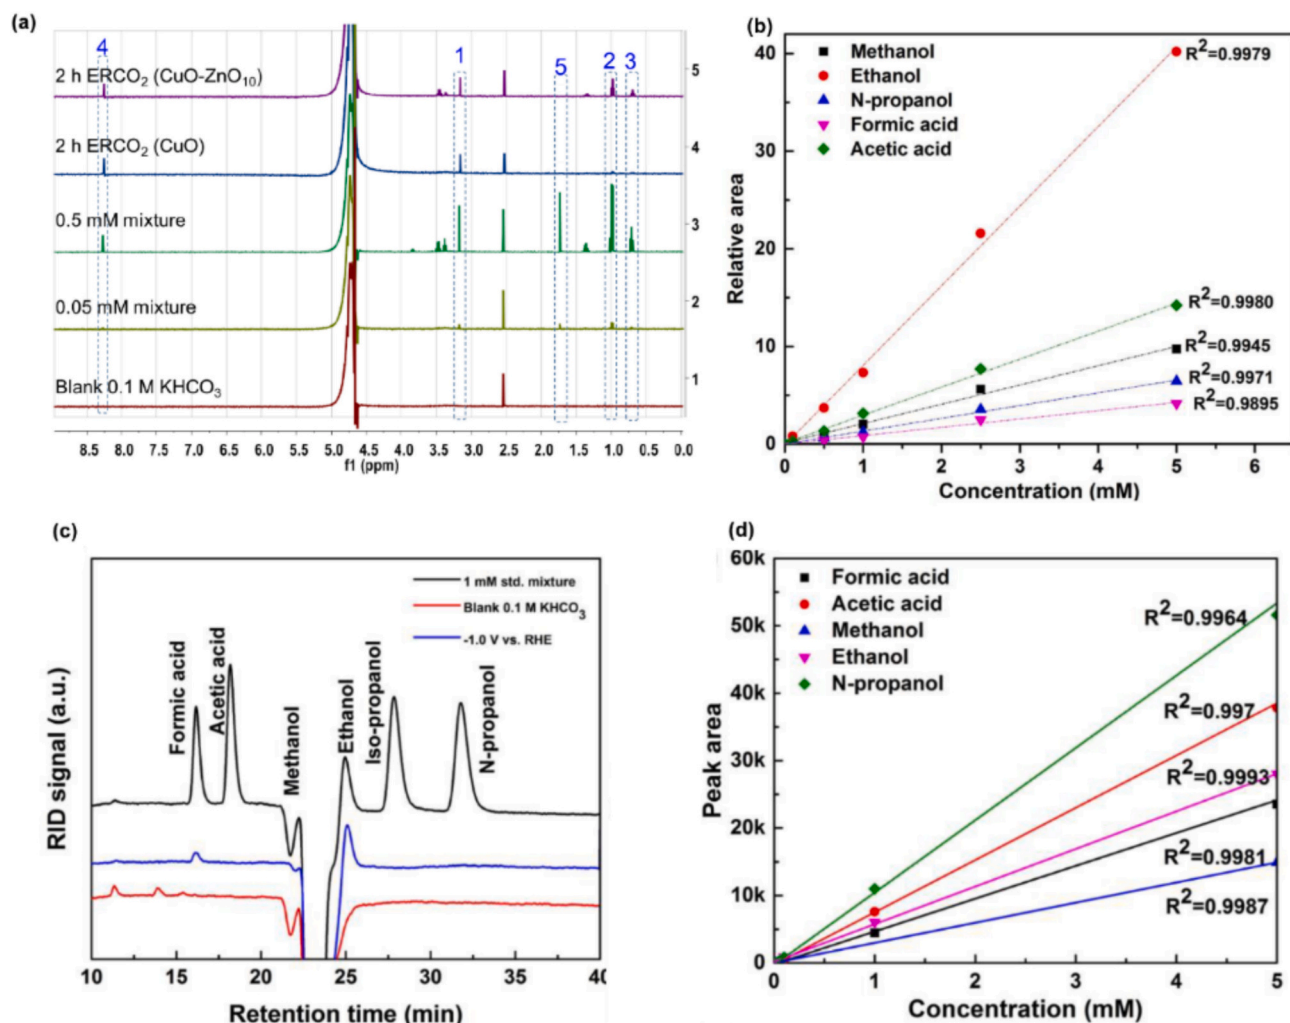 (a)
4
1
5
2
3
2 h ERCO₂ (CuO-ZnO₁₀)
5
2 h ERCO₂ (CuO)
4
0.5 mM mixture
3
0.05 mM mixture
2
Blank 0.1 M KHCO₃
1
8.5 8.0 7.5 7.0 6.5 6.0 5.5 5.0 4.5 4.0 3.5 3.0 2.5 2.0 1.5 1.0 0.5 0.0
f1 (ppm)
(b)
Methanol
Ethanol
N-propanol
Formic acid
Acetic acid
R²=0.9979
R²=0.9980
R²=0.9945
R²=0.9971
R²=0.9895
40
30
20
10
0
Relative area
0 1 2 3 4 5 6
Concentration (mM)
(c)
1 mM std. mixture
Blank 0.1 M KHCO₃
-1.0 V vs. RHE
Formic acid
Acetic acid
Methanol
Ethanol
Iso-propanol
N-propanol
RID signal (a.u.)
10 15 20 25 30 35 40
Retention time (min)
(d)
Formic acid
Acetic acid
Methanol
Ethanol
N-propanol
R²=0.9964
R²=0.997
R²=0.9993
R²=0.9981
R²=0.9987
60k
50k
40k
30k
20k
10k
0
Peak area
0 1 2 3 4 5
Concentration (mM)